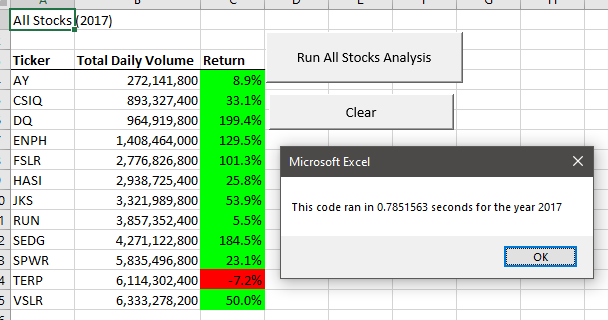 A B C D E F G H
All Stocks (2017)
Ticker Total Daily Volume Return
AY 272,141,800 8.9%
CSIQ 893,327,400 33.1%
DQ 964,919,800 199.4%
ENPH 1,408,464,000 129.5%
FSLR 2,776,826,800 101.3%
HASI 2,938,725,400 25.8%
JKS 3,321,989,800 53.9%
RUN 3,857,352,400 5.5%
SEDG 4,271,122,800 184.5%
SPWR 5,835,496,800 23.1%
TERP 6,114,302,400 -7.2%
VSLR 6,333,278,200 50.0%
Run All Stocks Analysis
Clear
Microsoft Excel
This code ran in 0.7851563 seconds for the year 2017
OK